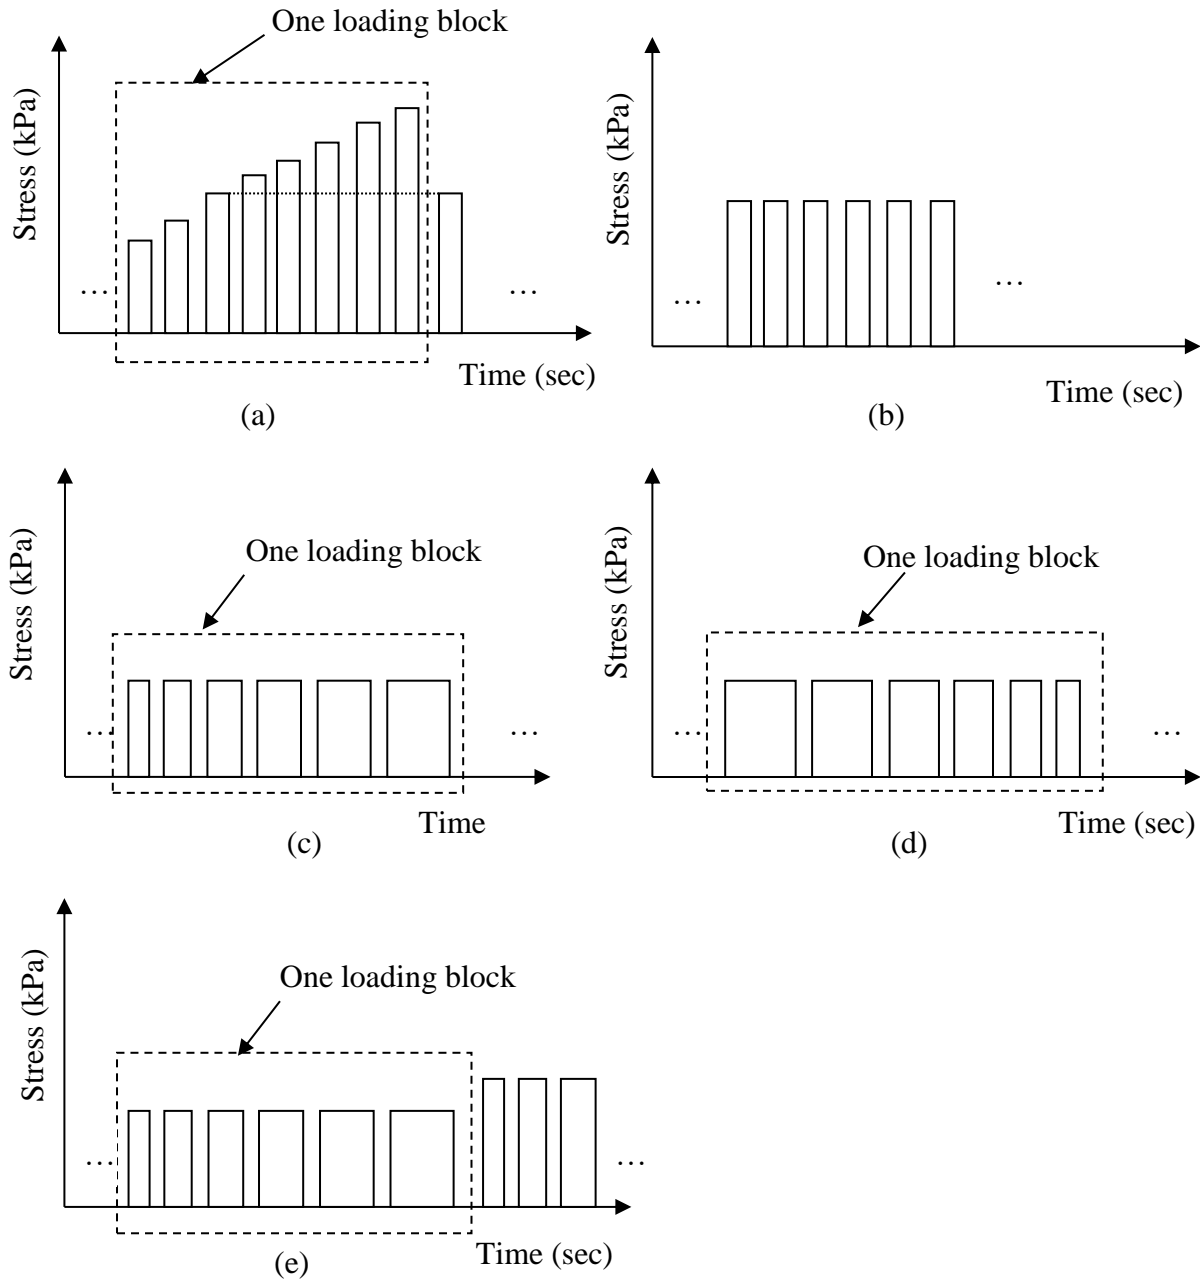 One loading block
Stress (kPa)
…
…
Time (sec)
(a)
Stress (kPa)
…
…
Time (sec)
(b)
One loading block
Stress (kPa)
…
…
Time
(c)
One loading block
Stress (kPa)
…
…
Time (sec)
(d)
One loading block
Stress (kPa)
…
…
Time (sec)
(e)